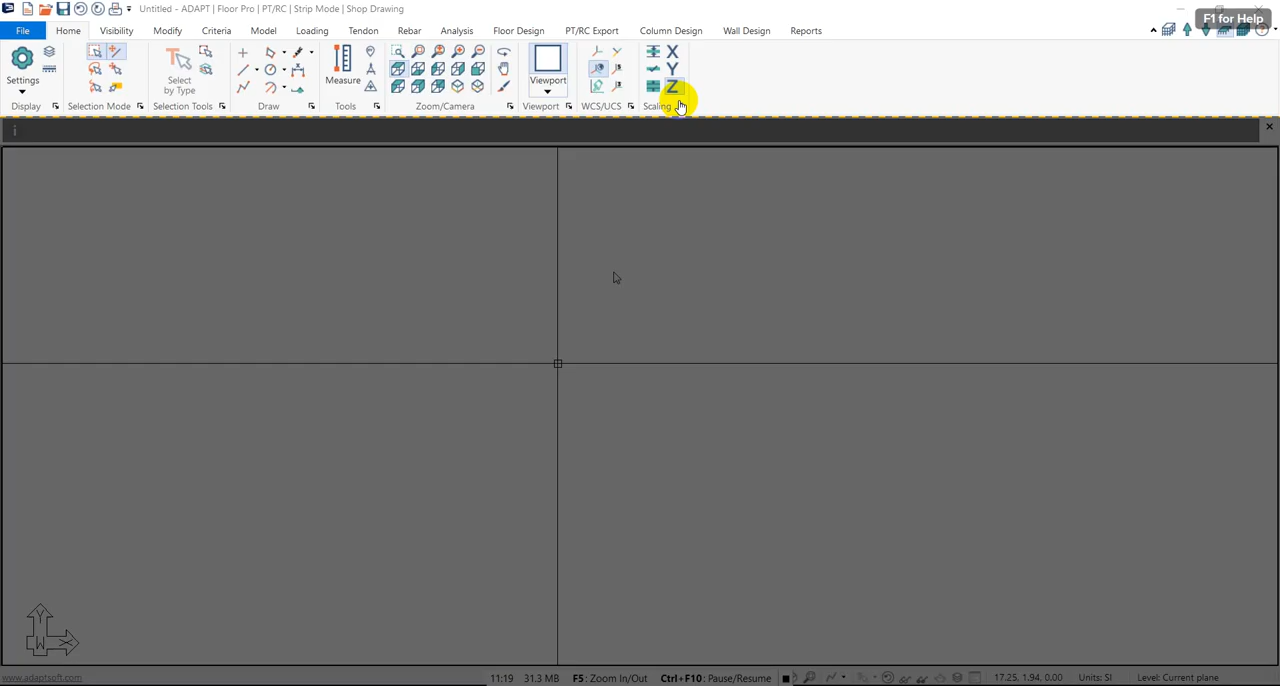 Untitled - ADAPT | Floor Pro | PT/RC | Strip Mode | Shop Drawing
F1 for Help
File Home Visibility Modify Criteria Model Loading Tendon Rebar Analysis Floor Design PT/RC Export Column Design Wall Design Reports
Settings
Select by Type
Measure
Viewport
X
Y
Z
Display Selection Mode Selection Tools Draw Tools Zoom/Camera Viewport WCS/UCS Scaling
i
Y
W X
www.adaptsoft.com 11:19 31.3 MB F5: Zoom In/Out Ctrl+F10: Pause/Resume 17.25, 1.94, 0.00 Units: SI Level: Current plane